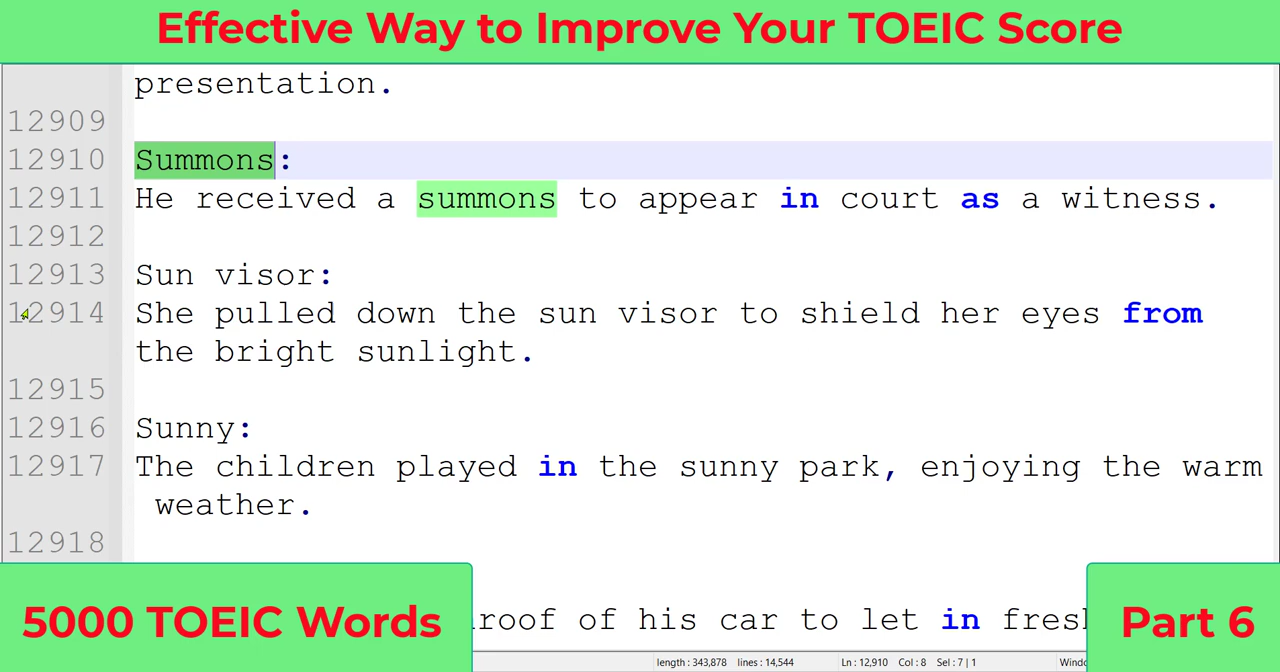 Effective Way to Improve Your TOEIC Score
presentation.
12909
12910 Summons:
12911 He received a summons to appear in court as a witness.
12912
12913 Sun visor:
12914 She pulled down the sun visor to shield her eyes from
the bright sunlight.
12915
12916 Sunny:
12917 The children played in the sunny park, enjoying the warm
weather.
12918
roof of his car to let in fresh
5000 TOEIC Words
Part 6
length : 343,878 lines : 14,544 Ln : 12,910 Col : 8 Sel : 7 | 1